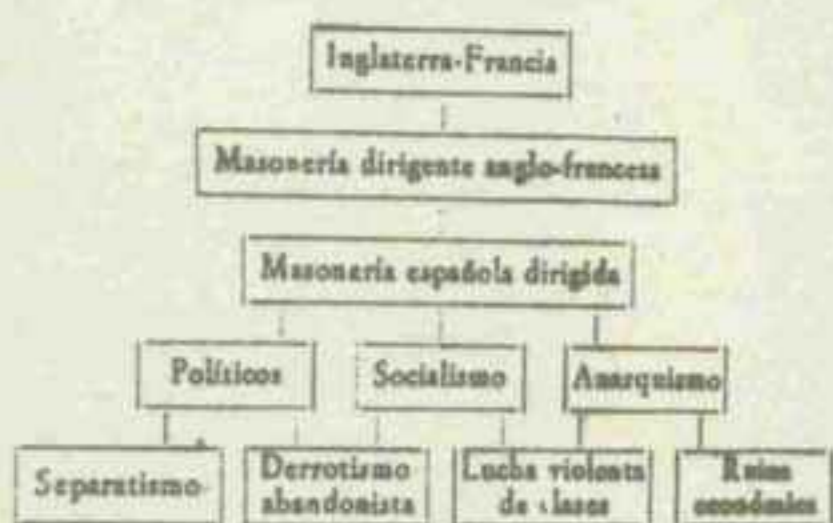 Inglaterra-Francia
Masonería dirigente anglo-francesa
Masonería española dirigida
Políticos
Socialismo
Anarquismo
Separatismo
Derrotismo
abandonista
Lucha violenta
de clases
Ruina
económica